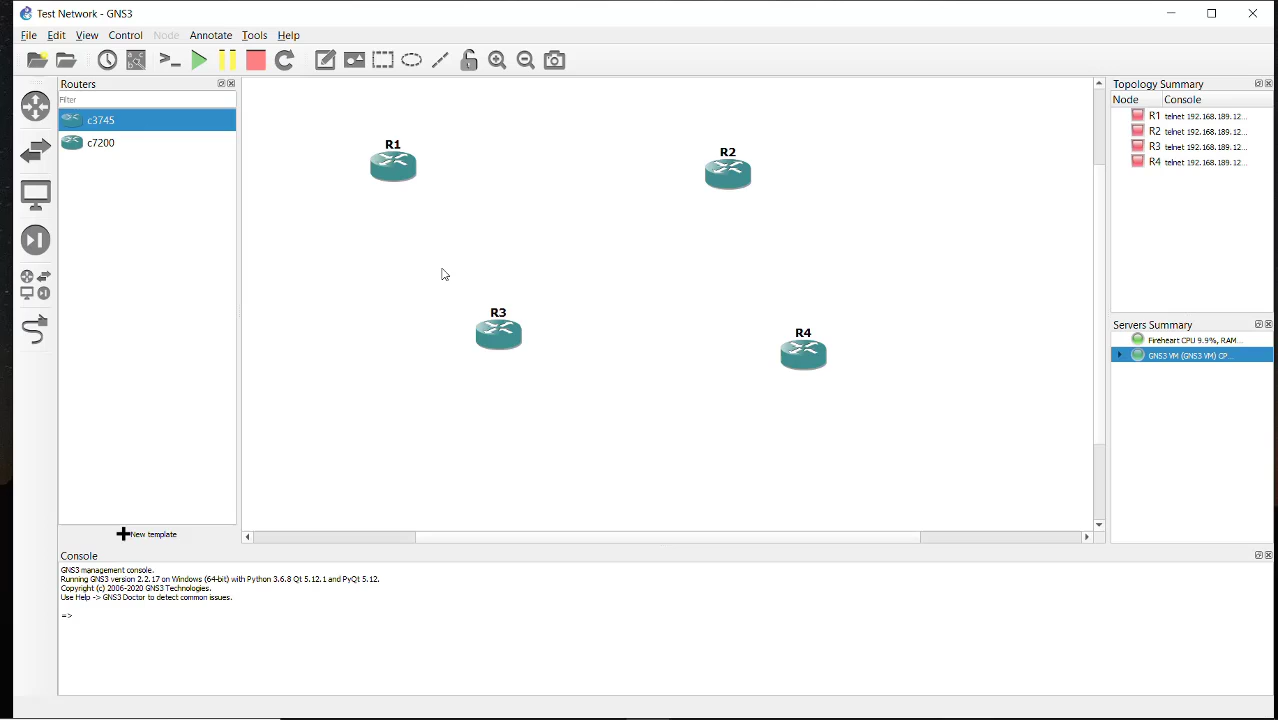 Test Network - GNS3
File Edit View Control Node Annotate Tools Help
Routers
Filter
c3745
c7200
New template
R1
R2
R3
R4
Topology Summary
Node Console
R1 telnet 192.168.189.12...
R2 telnet 192.168.189.12...
R3 telnet 192.168.189.12...
R4 telnet 192.168.189.12...
Servers Summary
Fireheart CPU 9.9%, RAM...
GNS3 VM (GNS3 VM) CP...
Console
GNS3 management console.
Running GNS3 version 2.2.17 on Windows (64-bit) with Python 3.6.8 Qt 5.12.1 and PyQt 5.12.
Copyright (c) 2006-2020 GNS3 Technologies.
Use Help -> GNS3 Doctor to detect common issues.
=>